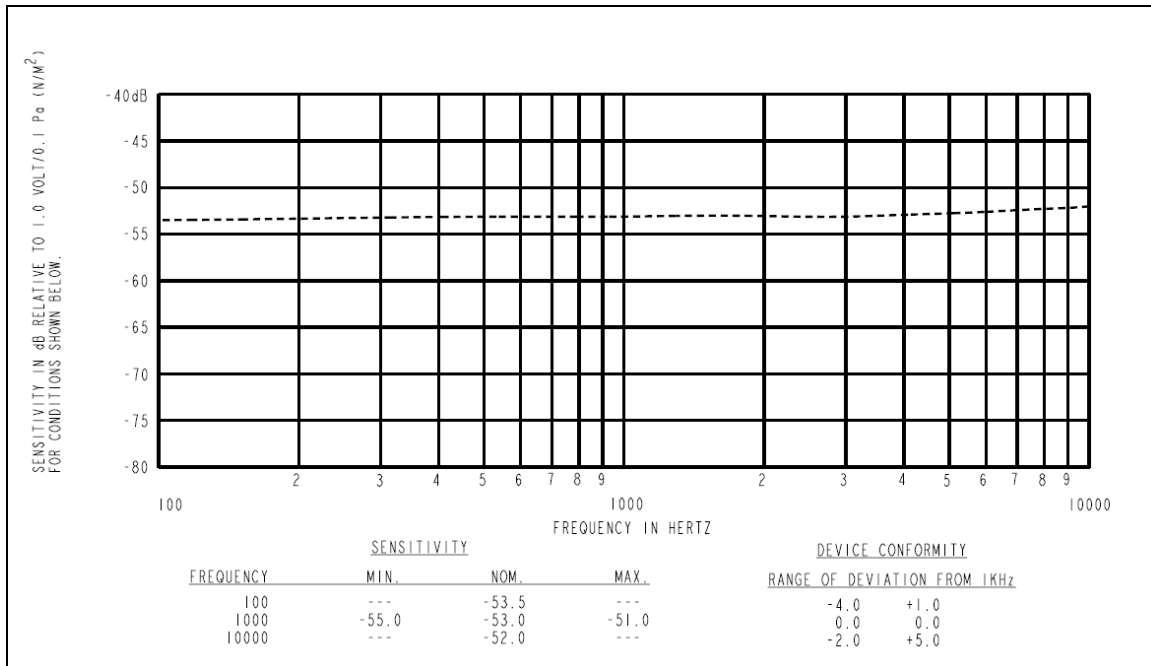 SENSITIVITY IN dB RELATIVE TO 1.0 VOLT/0.1 Pa (N/M²)
FOR CONDITIONS SHOWN BELOW.
-40dB
-45
-50
-55
-60
-65
-70
-75
-80
2 3 4 5 6 7 8 9 2 3 4 5 6 7 8 9
100 1000 10000
FREQUENCY IN HERTZ
SENSITIVITY
FREQUENCY MIN. NOM. MAX.
100 --- -53.5 ---
1000 -55.0 -53.0 -51.0
10000 --- -52.0 ---
DEVICE CONFORMITY
RANGE OF DEVIATION FROM 1KHz
-4.0 +1.0
0.0 0.0
-2.0 +5.0